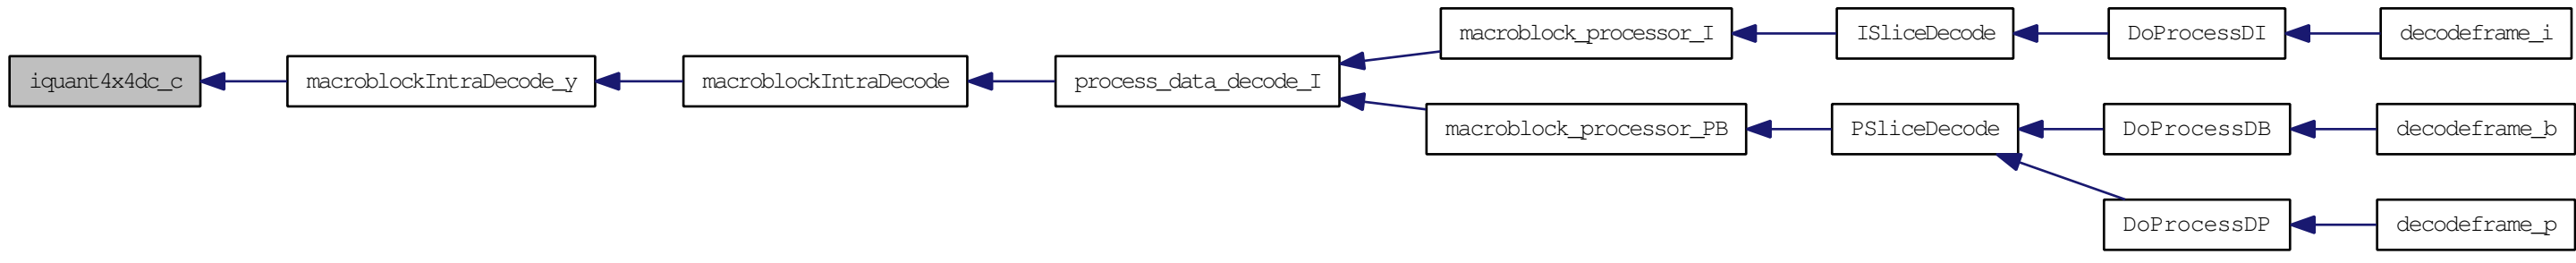 iquant4x4dc_c
macroblockIntraDecode_y
macroblockIntraDecode
process_data_decode_I
macroblock_processor_I
ISliceDecode
DoProcessDI
decodeframe_i
macroblock_processor_PB
PSliceDecode
DoProcessDB
decodeframe_b
DoProcessDP
decodeframe_p